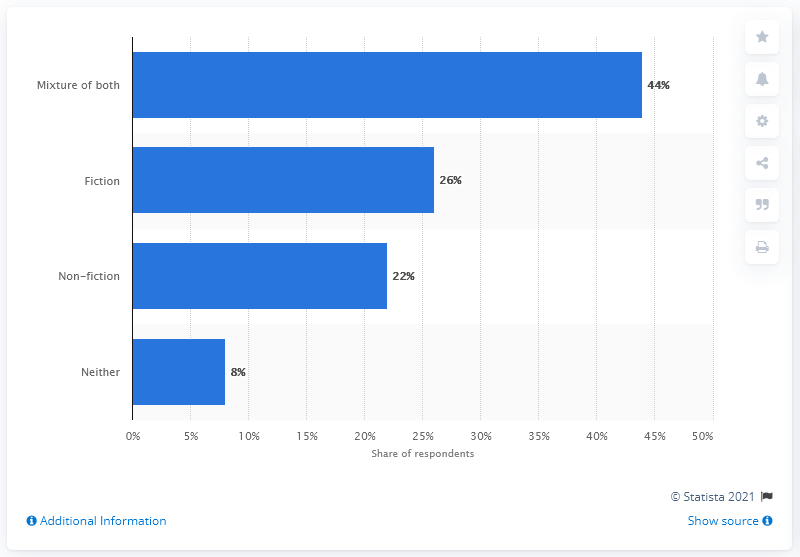 Mixture of both
44%
Fiction
26%
Non-fiction
22%
Neither
8%
0% 5% 10% 15% 20% 25% 30% 35% 40% 45% 50%
Share of respondents
© Statista 2021
Additional Information
Show source